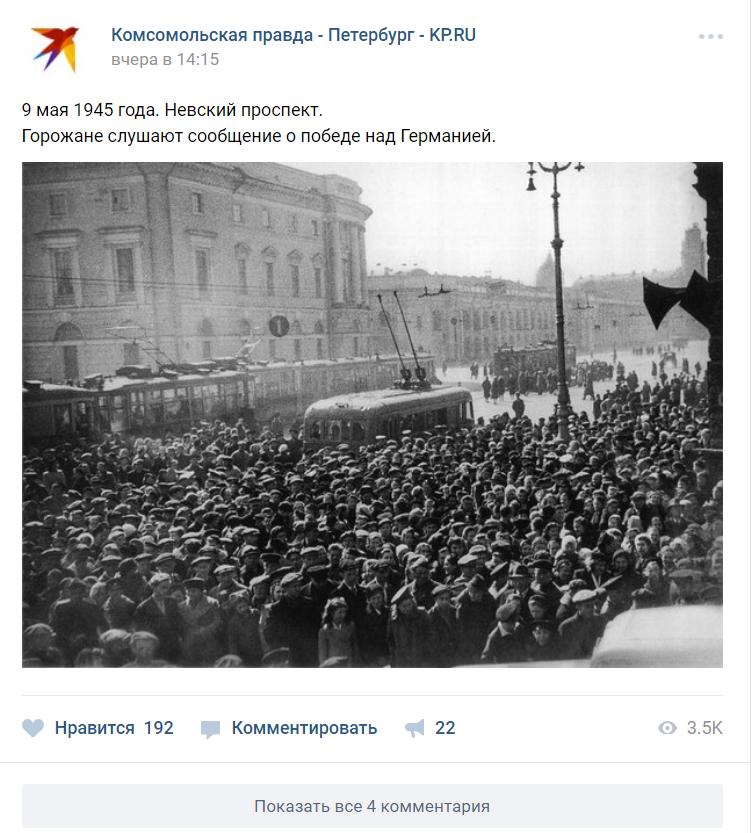 Комсомольская правда - Петербург - KP.RU
вчера в 14:15
9 мая 1945 года. Невский проспект.
Горожане слушают сообщение о победе над Германией.
1
Нравится 192 Комментировать 22 3.5K
Показать все 4 комментария